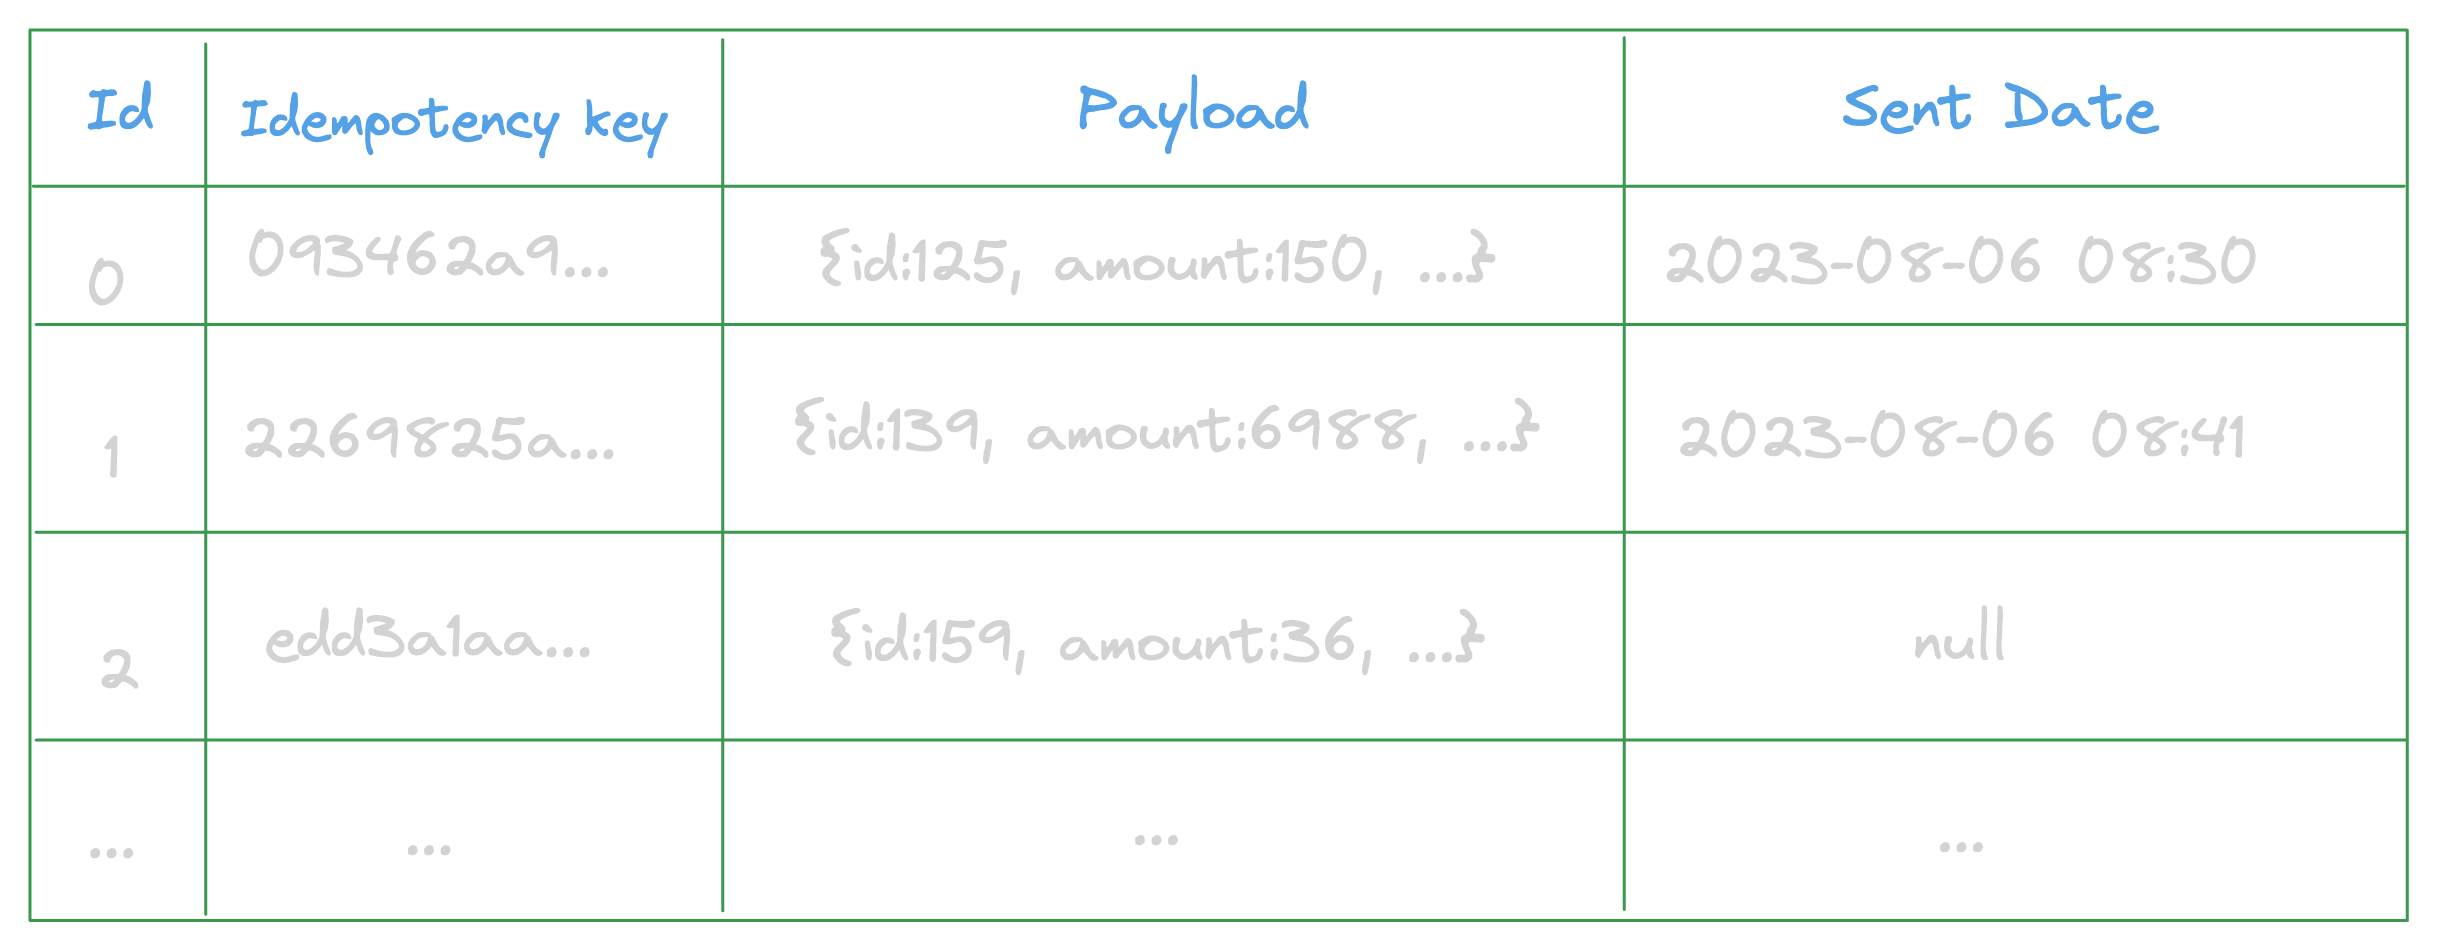 Id Idempotency key Payload Sent Date
0 093462a9... {id:125, amount:150, ...} 2023-08-06 08:30
1 2269825a... {id:139, amount:6988, ...} 2023-08-06 08:41
2 edd3a1aa... {id:159, amount:36, ...} null
... ... ... ...